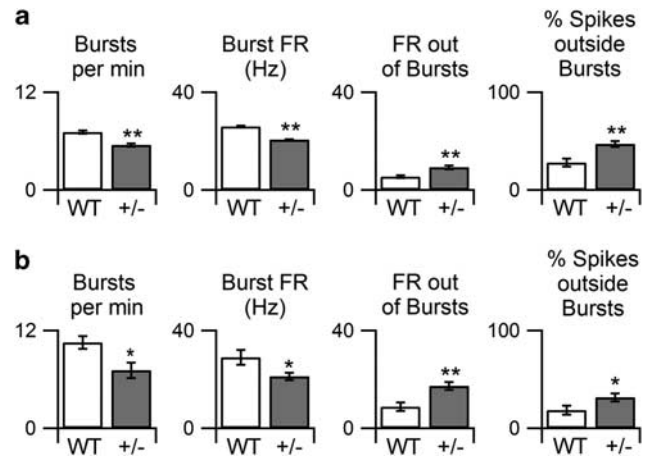 a
Bursts
per min
12
**
0
WT +/-
Burst FR
(Hz)
40
**
0
WT +/-
FR out
of Bursts
40
**
0
WT +/-
% Spikes
outside
Bursts
100
**
0
WT +/-
b
Bursts
per min
12
*
0
WT +/-
Burst FR
(Hz)
40
*
0
WT +/-
FR out
of Bursts
40
**
0
WT +/-
% Spikes
outside
Bursts
100
*
0
WT +/-